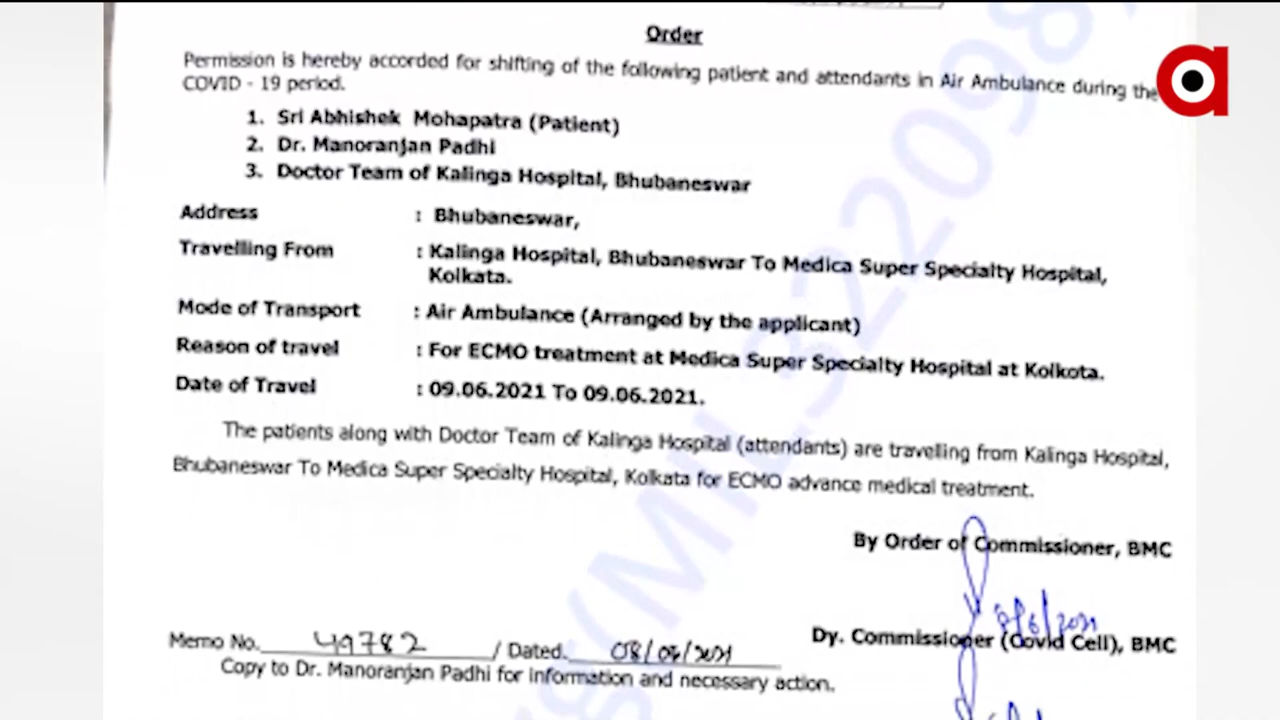 Order
Permission is hereby accorded for shifting of the following patient and attendants in Air Ambulance during the
COVID - 19 period.
1. Sri Abhishek Mohapatra (Patient)
2. Dr. Manoranjan Padhi
3. Doctor Team of Kalinga Hospital, Bhubaneswar
Address : Bhubaneswar,
Travelling From : Kalinga Hospital, Bhubaneswar To Medica Super Specialty Hospital,
Kolkata.
Mode of Transport : Air Ambulance (Arranged by the applicant)
Reason of travel : For ECMO treatment at Medica Super Specialty Hospital at Kolkota.
Date of Travel : 09.06.2021 To 09.06.2021.
The patients along with Doctor Team of Kalinga Hospital (attendants) are travelling from Kalinga Hospital,
Bhubaneswar To Medica Super Specialty Hospital, Kolkata for ECMO advance medical treatment.
By Order of Commissioner, BMC
8/6/2021
Dy. Commissioner (Covid Cell), BMC
Memo No. 49782 / Dated. 08/06/2021
Copy to Dr. Manoranjan Padhi for information and necessary action.